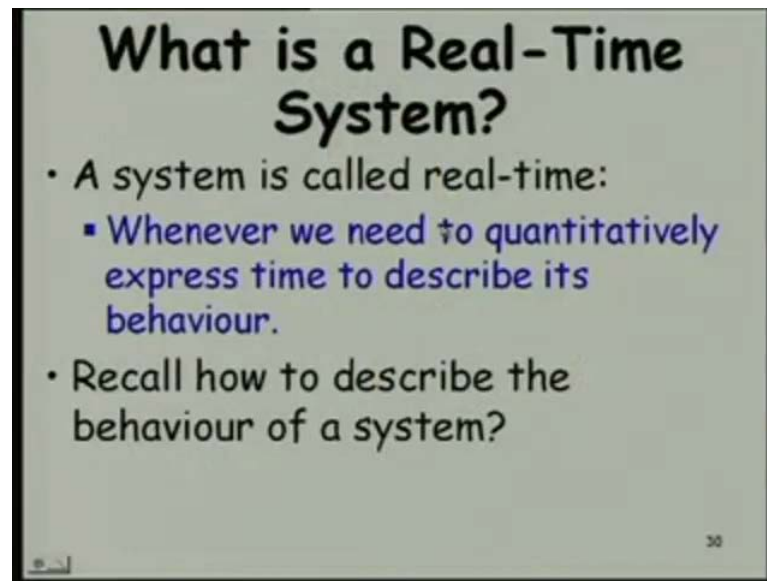 What is a Real-Time
System?
• A system is called real-time:
▪ Whenever we need to quantitatively
express time to describe its
behaviour.
• Recall how to describe the
behaviour of a system?
30